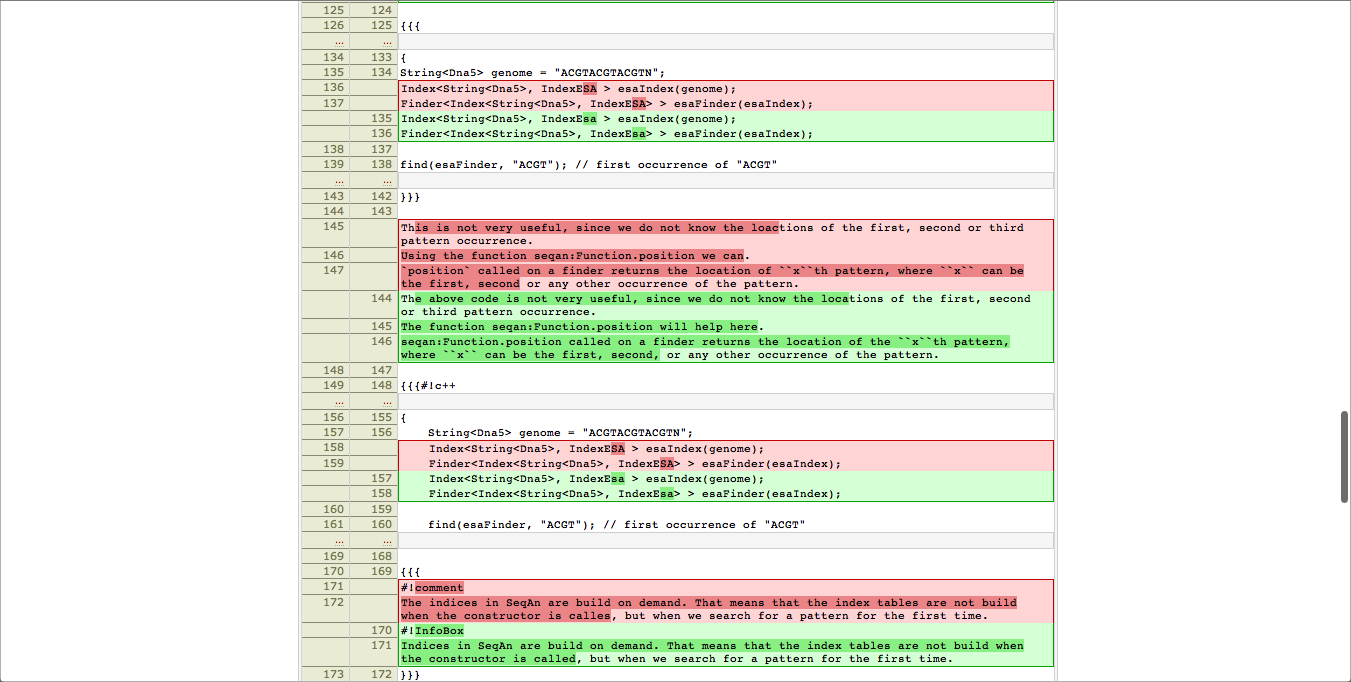 125 124
126 125 {{{
... ...
134 133 {
135 134 String<Dna5> genome = "ACGTACGTACGTN";
136 Index<String<Dna5>, IndexESA > esaIndex(genome);
137 Finder<Index<String<Dna5>, IndexESA> > esaFinder(esaIndex);
135 Index<String<Dna5>, IndexEsa > esaIndex(genome);
136 Finder<Index<String<Dna5>, IndexEsa> > esaFinder(esaIndex);
138 137
139 138 find(esaFinder, "ACGT"); // first occurrence of "ACGT"
... ...
143 142 }}}
144 143
145 This is not very useful, since we do not know the loactions of the first, second or third
pattern occurrence.
146 Using the function seqan:Function.position we can.
147 `position` called on a finder returns the location of ``x``th pattern, where ``x`` can be
the first, second or any other occurrence of the pattern.
144 The above code is not very useful, since we do not know the locations of the first, second
or third pattern occurrence.
145 The function seqan:Function.position will help here.
146 seqan:Function.position called on a finder returns the location of the ``x``th pattern,
where ``x`` can be the first, second, or any other occurrence of the pattern.
148 147
149 148 {{{#!c++
... ...
156 155 {
157 156 String<Dna5> genome = "ACGTACGTACGTN";
158 Index<String<Dna5>, IndexESA > esaIndex(genome);
159 Finder<Index<String<Dna5>, IndexESA> > esaFinder(esaIndex);
157 Index<String<Dna5>, IndexEsa > esaIndex(genome);
158 Finder<Index<String<Dna5>, IndexEsa> > esaFinder(esaIndex);
160 159
161 160 find(esaFinder, "ACGT"); // first occurrence of "ACGT"
... ...
169 168
170 169 {{{
171 #!comment
172 The indices in SeqAn are build on demand. That means that the index tables are not build
when the constructor is calles, but when we search for a pattern for the first time.
170 #!InfoBox
171 Indices in SeqAn are build on demand. That means that the index tables are not build when
the constructor is called, but when we search for a pattern for the first time.
173 172 }}}